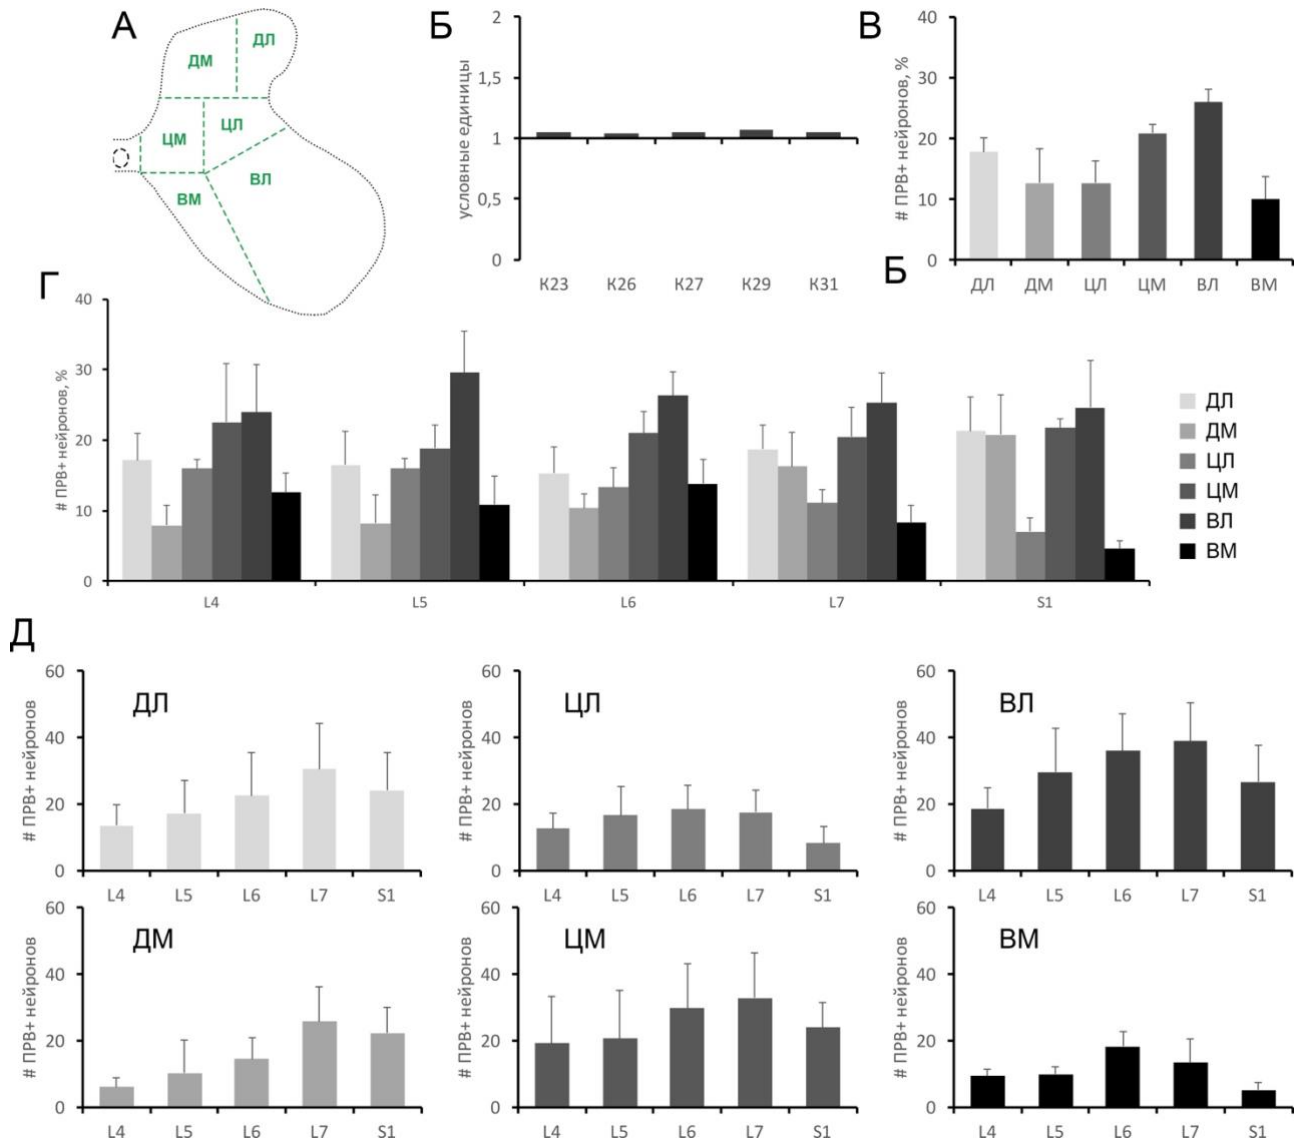 А
ДМ
ДЛ
ЦМ
ЦЛ
ВМ
ВЛ
Б
условные единицы
2
1,5
1
0,5
0
К23 К26 К27 К29 К31
В
# ПРВ+ нейронов, %
40
30
20
10
0
ДЛ ДМ ЦЛ ЦМ ВЛ ВМ
Б
Г
# ПРВ+ нейронов, %
40
30
20
10
0
L4 L5 L6 L7 S1
ДЛ
ДМ
ЦЛ
ЦМ
ВЛ
ВМ
Д
# ПРВ+ нейронов
60
40
20
0
ДЛ
L4 L5 L6 L7 S1
# ПРВ+ нейронов
60
40
20
0
ЦЛ
L4 L5 L6 L7 S1
# ПРВ+ нейронов
60
40
20
0
ВЛ
L4 L5 L6 L7 S1
# ПРВ+ нейронов
60
40
20
0
ДМ
L4 L5 L6 L7 S1
# ПРВ+ нейронов
60
40
20
0
ЦМ
L4 L5 L6 L7 S1
# ПРВ+ нейронов
60
40
20
0
ВМ
L4 L5 L6 L7 S1